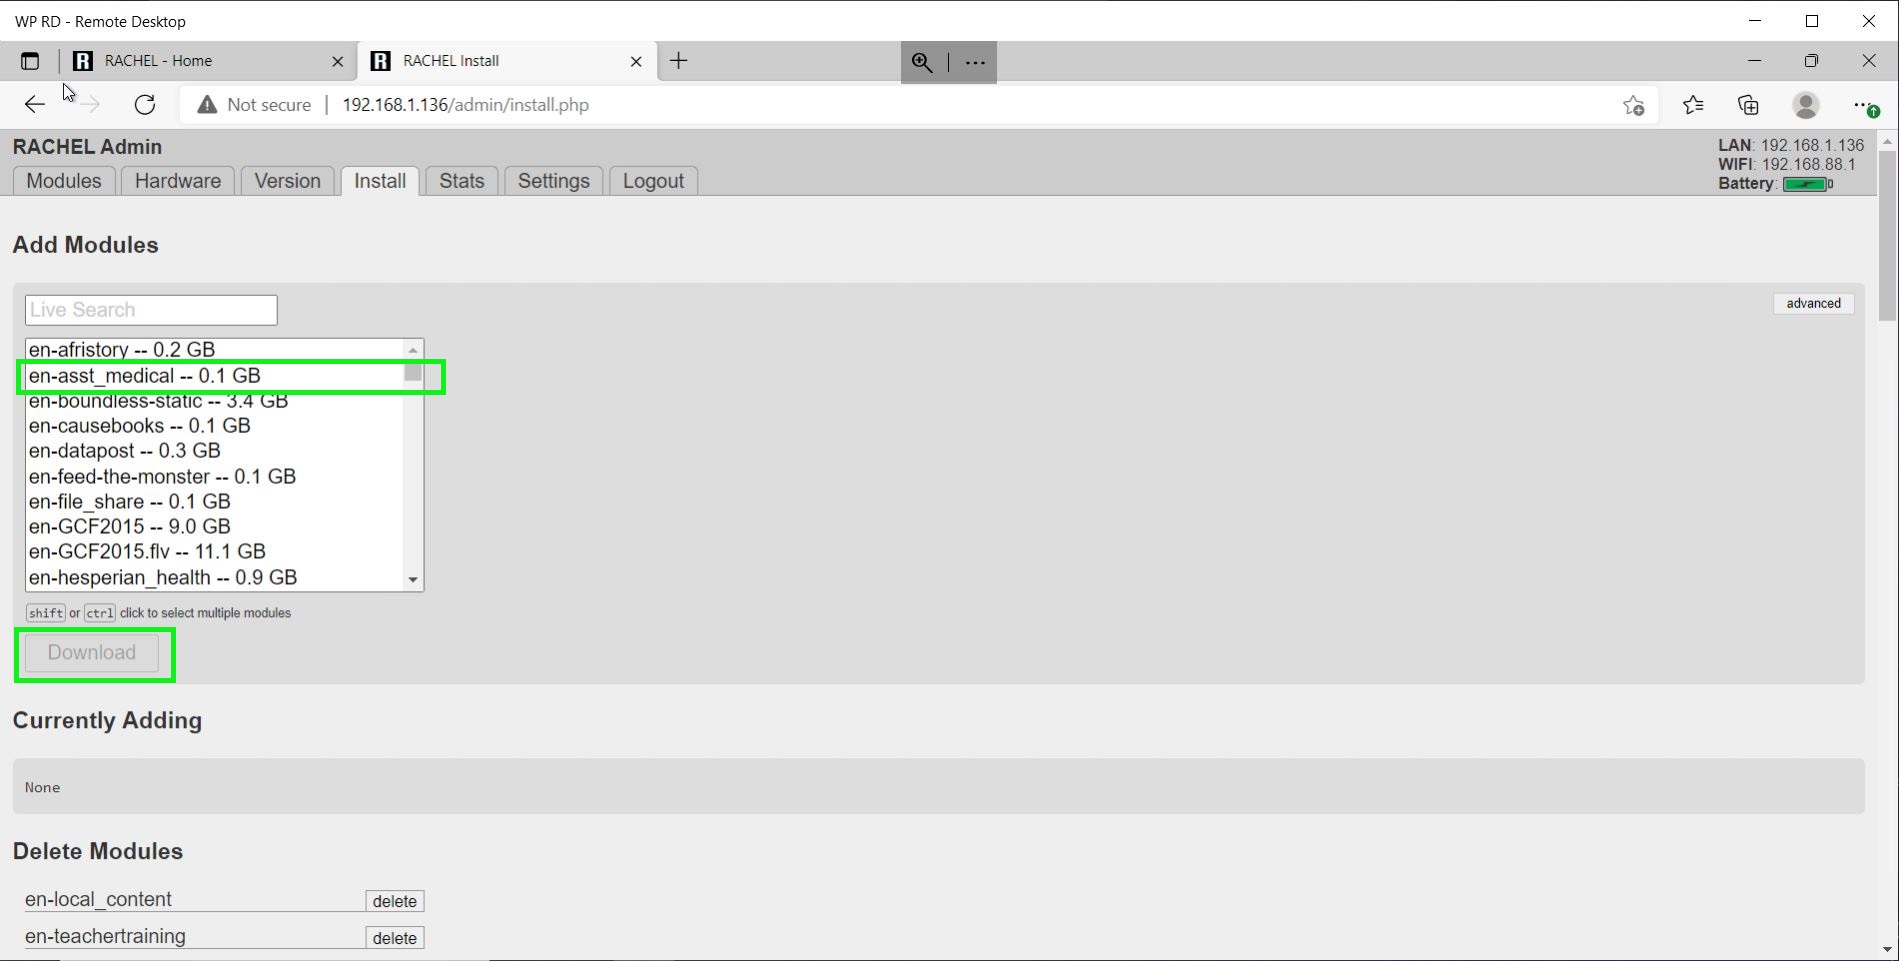 WP RD - Remote Desktop
RACHEL - Home
RACHEL Install
Not secure | 192.168.1.136/admin/install.php
RACHEL Admin
LAN: 192.168.1.136
WIFI: 192.168.88.1
Battery:
Modules Hardware Version Install Stats Settings Logout
Add Modules
Live Search
advanced
en-afristory -- 0.2 GB
en-asst_medical -- 0.1 GB
en-boundless-static -- 3.4 GB
en-causebooks -- 0.1 GB
en-datapost -- 0.3 GB
en-feed-the-monster -- 0.1 GB
en-file_share -- 0.1 GB
en-GCF2015 -- 9.0 GB
en-GCF2015.flv -- 11.1 GB
en-hesperian_health -- 0.9 GB
shift or ctrl click to select multiple modules
Download
Currently Adding
None
Delete Modules
en-local_content delete
en-teachertraining delete